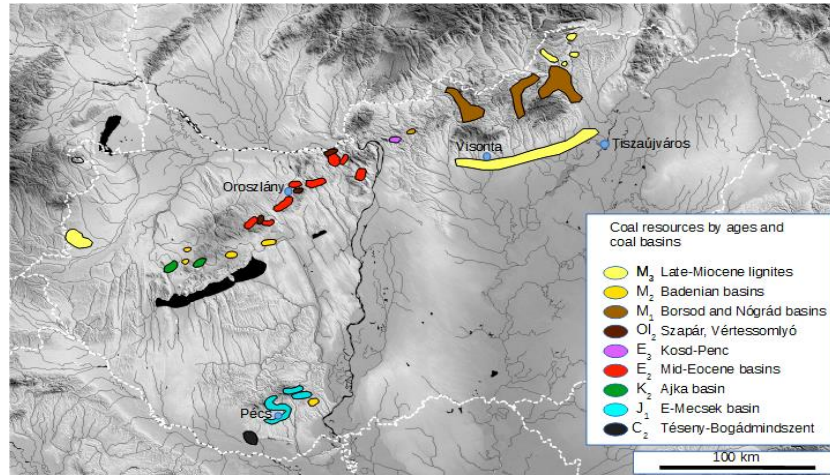 Visonta
Tiszaújváros
Oroszlány
Pécs
Coal resources by ages and
coal basins
M3 Late-Miocene lignites
M2 Badenian basins
M1 Borsod and Nógrád basins
Ol2 Szapár, Vértessomlyó
E3 Kosd-Penc
E2 Mid-Eocene basins
K2 Ajka basin
J1 E-Mecsek basin
C2 Téseny-Bogádmindszent
100 km